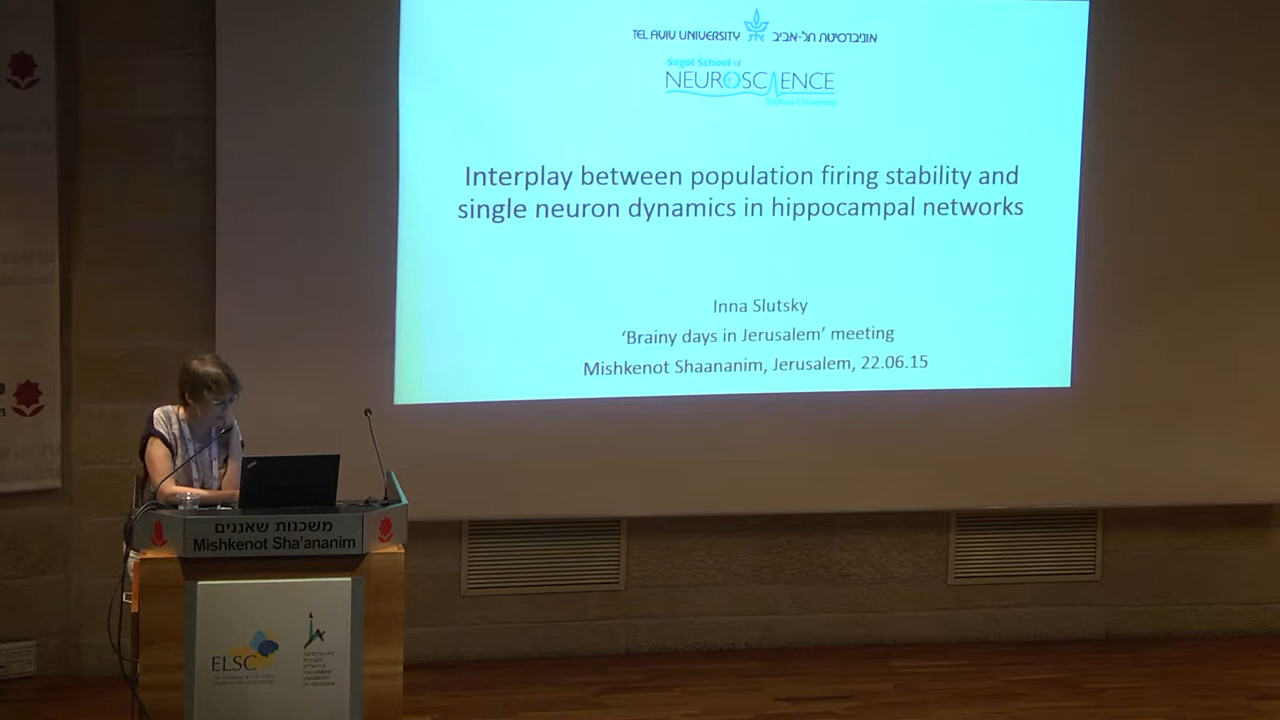 TEL AVIV UNIVERSITY אוניברסיטת תל-אביב
Sagol School of
NEUROSCIENCE
Tel Aviv University
Interplay between population firing stability and
single neuron dynamics in hippocampal networks
Inna Slutsky
‘Brainy days in Jerusalem’ meeting
Mishkenot Shaananim, Jerusalem, 22.06.15
משכנות שאננים
Mishkenot Sha'ananim
ELSC